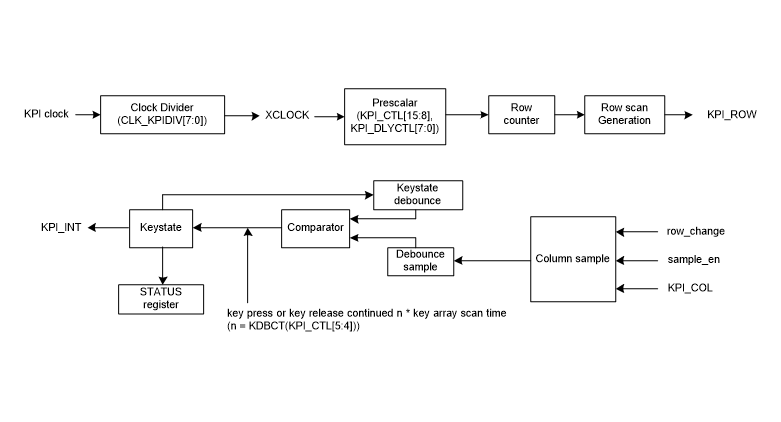 KPI clock
Clock Divider
(CLK_KPIDIV[7:0])
XCLOCK
Prescalar
(KPI_CTL[15:8],
KPI_DLYCTL[7:0])
Row
counter
Row scan
Generation
KPI_ROW
Keystate
debounce
KPI_INT
Keystate
Comparator
Debounce
sample
Column sample
row_change
sample_en
KPI_COL
STATUS
register
key press or key release continued n * key array scan time
(n = KDBCT(KPI_CTL[5:4]))